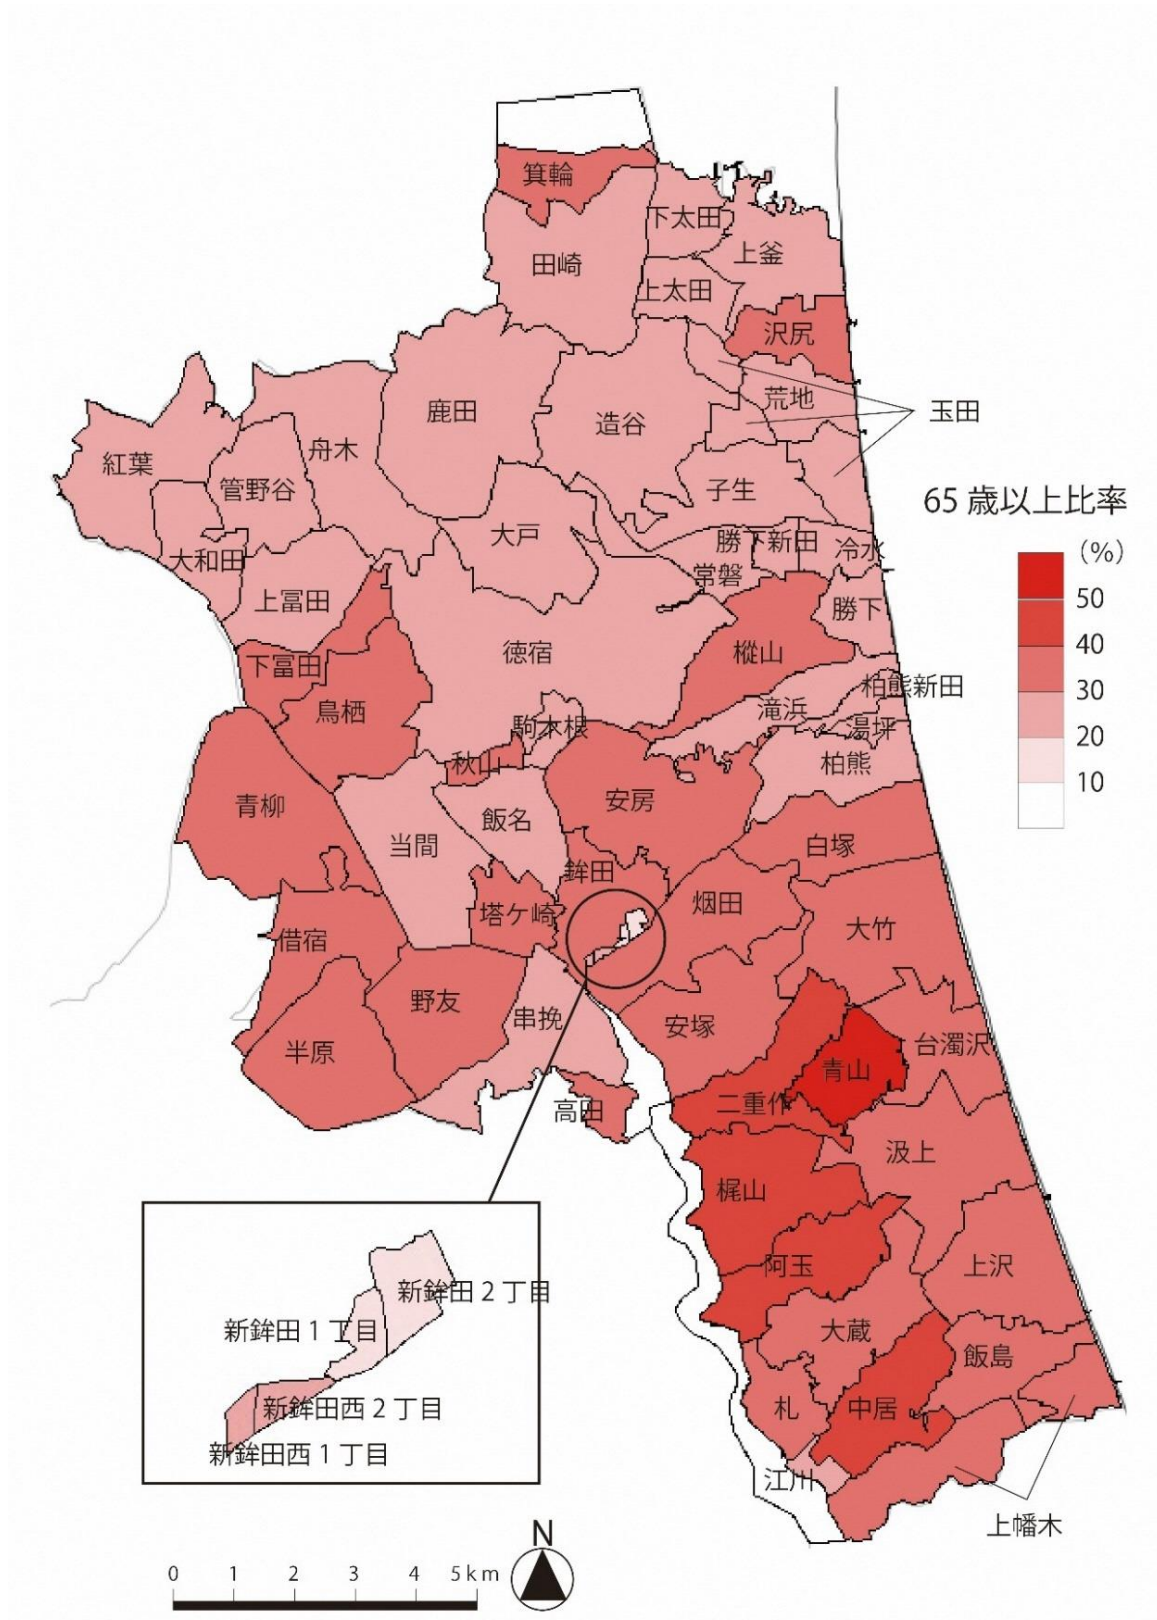 箕輪
下太田
上釜
田崎
上太田
沢尻
荒地
玉田
鹿田
造谷
舟木
紅葉
管野谷
子生
65 歳以上比率
(%)
50
40
30
20
10
大戸
勝下新田
冷水
大和田
常磐
上冨田
勝下
徳宿
樅山
下冨田
柏熊新田
鳥栖
滝浜
駒木根
湯坪
秋山
柏熊
青柳
安房
飯名
当間
白塚
鉾田
塔ケ崎
烟田
大竹
借宿
野友
串挽
安塚
半原
台濁沢
青山
高田
二重作
汲上
梶山
阿玉
上沢
大蔵
飯島
札
中居
江川
上幡木
新鉾田 2 丁目
新鉾田 1 丁目
新鉾田西 2 丁目
新鉾田西 1 丁目
N
0 1 2 3 4 5 k m